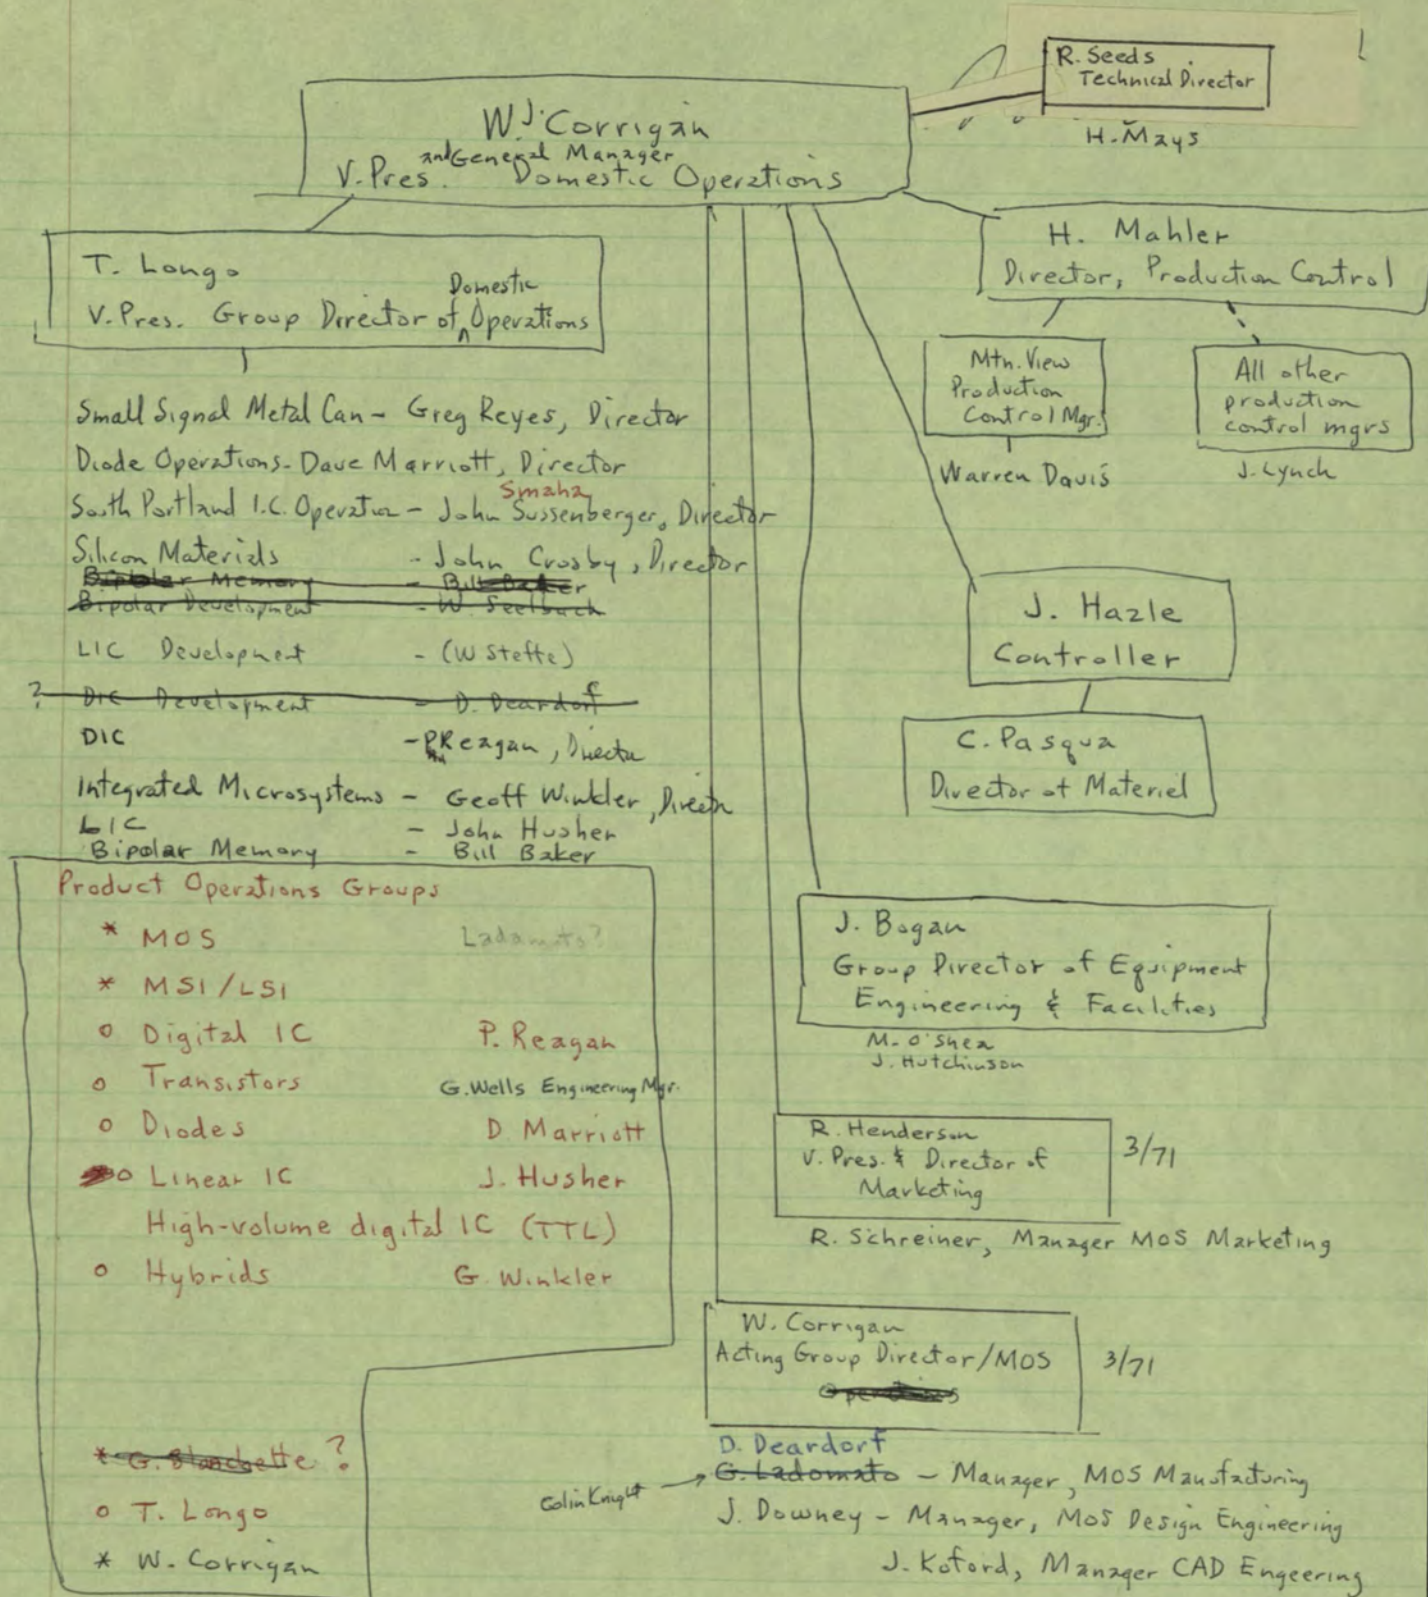 R. Seeds
Technical Director
H. Mays
W.J. Corrigan
and General Manager
V. Pres. Domestic Operations
H. Mahler
Director, Production Control
Mtn. View
Production
Control Mgr.
Warren Davis
All other
production
control mgrs
J. Lynch
T. Longo
Domestic
V. Pres. Group Director of Operations
Small Signal Metal Can - Greg Reyes, Director
Diode Operations - Dave Marriott, Director
Smaha
South Portland I.C. Operation - John Sussenberger, Director
Silicon Materials - John Crosby, Director
Bipolar Memory - Bill Baker
Bipolar Development - W Seelbach
LIC Development - (W Steffe)
? DIC Development - D. Deardorf
DIC - P Reagan, Director
Integrated Microsystems - Geoff Winkler, Director
LIC - John Husher
Bipolar Memory - Bill Baker
J. Hazle
Controller
C. Pasqua
Director of Materiel
Product Operations Groups
* MOS Ladomato?
* MSI/LSI
o Digital IC P. Reagan
o Transistors G. Wells Engineering Mgr.
o Diodes D Marriott
o Linear IC J. Husher
High-volume digital IC (TTL)
o Hybrids G. Winkler
* G. Blanchette ?
o T. Longo
* W. Corrigan
J. Bogan
Group Director of Equipment
Engineering & Facilities
M. O'Shea
J. Hutchinson
R. Henderson
V. Pres. & Director of
Marketing
3/71
R. Schreiner, Manager MOS Marketing
W. Corrigan
Acting Group Director/MOS
Operations
3/71
D. Deardorf
Colin Knight
G. Ladomato - Manager, MOS Manufacturing
J. Downey - Manager, MOS Design Engineering
J. Koford, Manager CAD Engeering